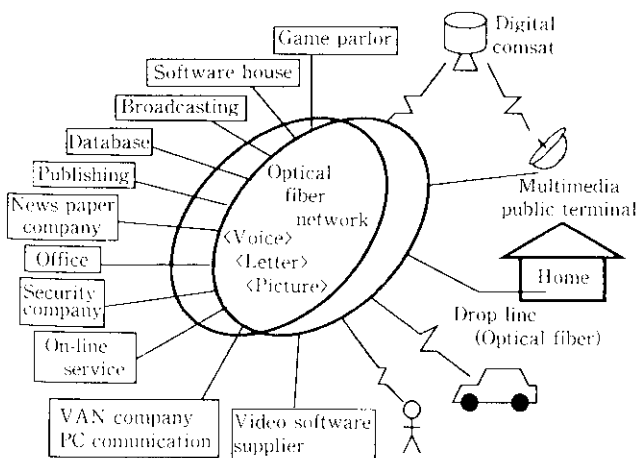 Game parlor
Software house
Broadcasting
Database
Publishing
News paper
company
Office
Security
company
On-line
service
VAN company
PC comunication
Video software
supplier
Optical
fiber
network
<Voice>
<Letter>
<Picture>
Digital
comsat
Multimedia
public terminal
Home
Drop line
(Optical fiber)